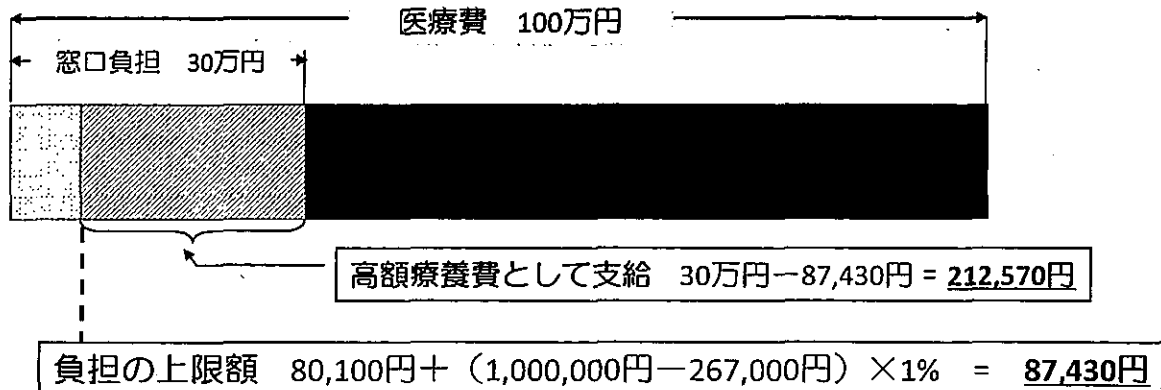 医療費 100万円
窓口負担 30万円
高額療養費として支給 30万円－87,430円 = 212,570円
負担の上限額 80,100円＋（1,000,000円－267,000円）×1% = 87,430円